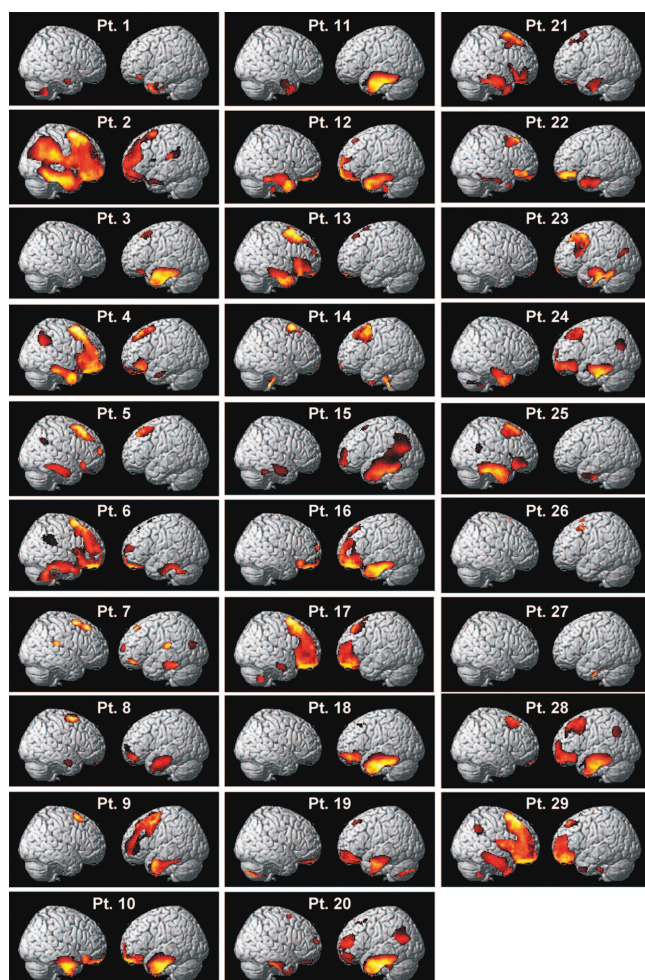 Pt. 1
Pt. 2
Pt. 3
Pt. 4
Pt. 5
Pt. 6
Pt. 7
Pt. 8
Pt. 9
Pt. 10
Pt. 11
Pt. 12
Pt. 13
Pt. 14
Pt. 15
Pt. 16
Pt. 17
Pt. 18
Pt. 19
Pt. 20
Pt. 21
Pt. 22
Pt. 23
Pt. 24
Pt. 25
Pt. 26
Pt. 27
Pt. 28
Pt. 29